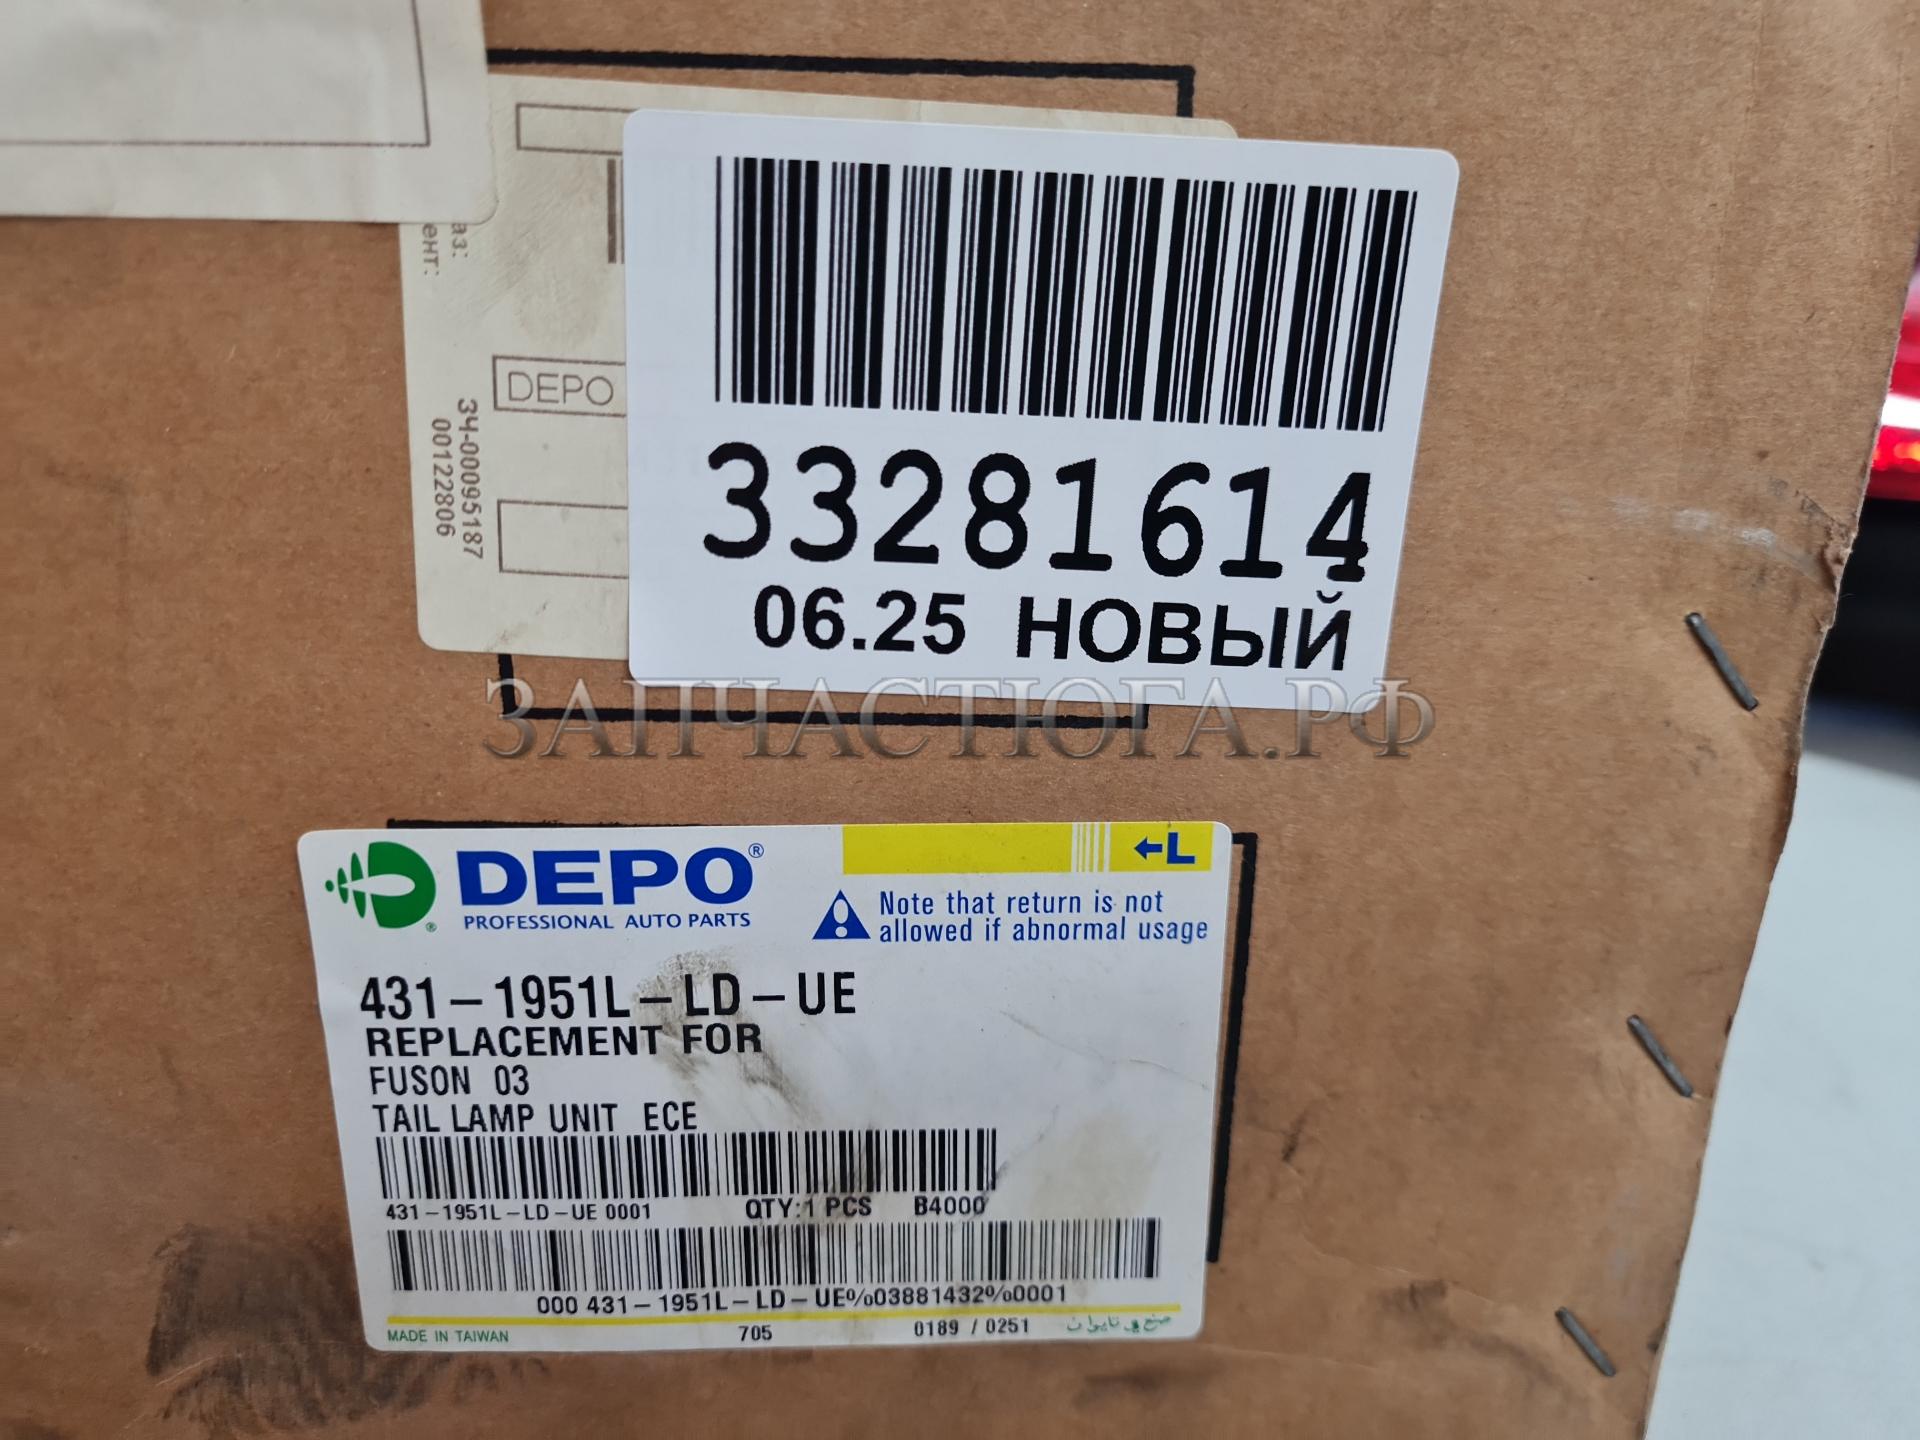 аз:
ент:
DEPO
ЗЧ-00095187
00122806
33281614
06.25 НОВЫЙ
ЗАПЧАСТЮГА.РФ
DEPO®
PROFESSIONAL AUTO PARTS
←L
Note that return is not
allowed if abnormal usage
431-1951L-LD-UE
REPLACEMENT FOR
FUSON 03
TAIL LAMP UNIT ECE
431-1951L-LD-UE 0001 QTY:1 PCS B4000
000 431-1951L-LD-UE%03881432%0001
MADE IN TAIWAN 705 0189 / 0251